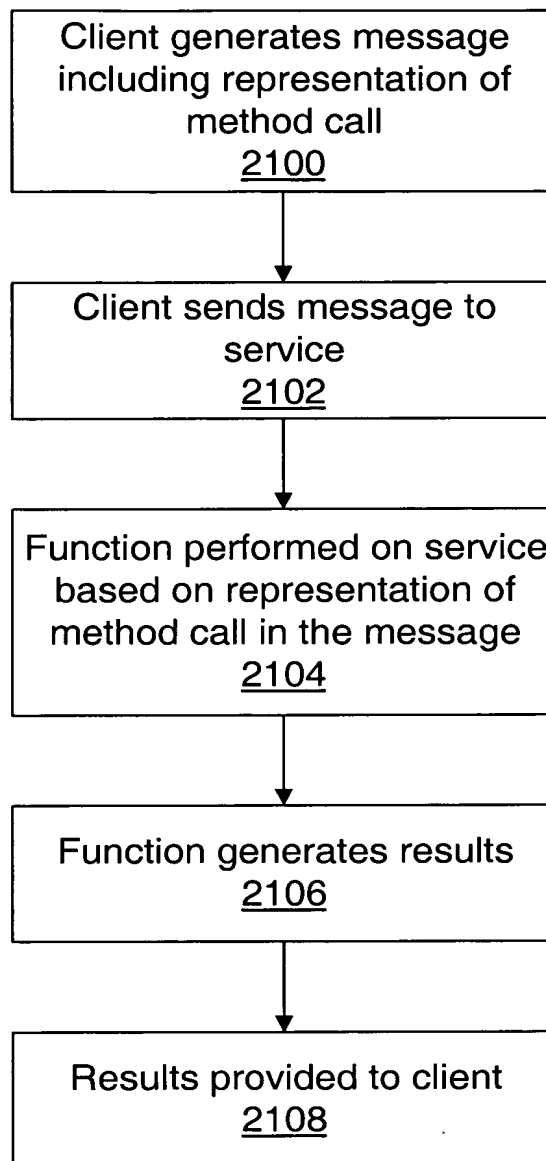 Client generates message
including representation of
method call
2100
Client sends message to
service
2102
Function performed on service
based on representation of
method call in the message
2104
Function generates results
2106
Results provided to client
2108